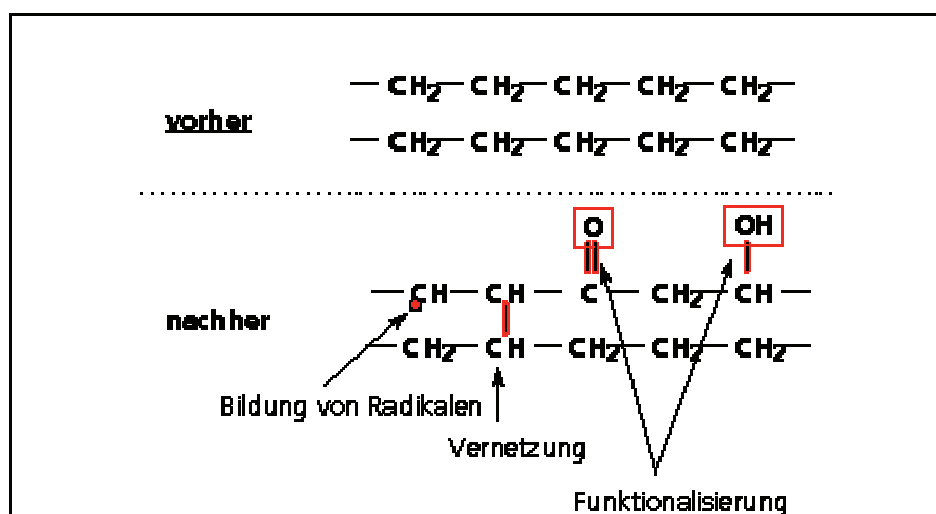 — CH2— CH2— CH2— CH2— CH2—
vorher
— CH2— CH2— CH2— CH2— CH2—
O OH
— CH — CH — C — CH2— CH —
nachher
— CH2— CH — CH2— CH2— CH2—
Bildung von Radikalen
Vernetzung
Funktionalisierung